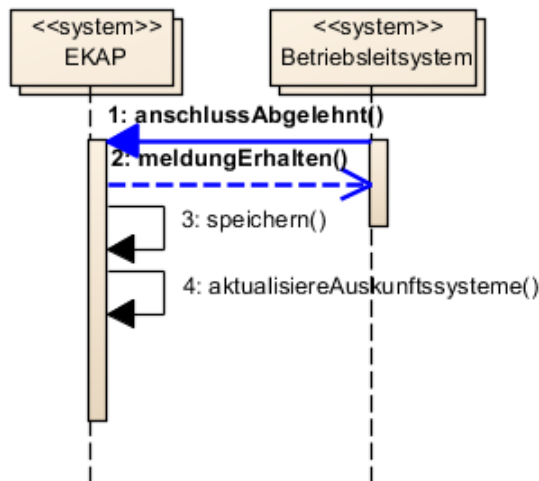 <<system>>
EKAP
<<system>>
Betriebsleitsystem
1: anschlussAbgelehnt()
2: meldungErhalten()
3: speichern()
4: aktualisiereAuskunftssysteme()